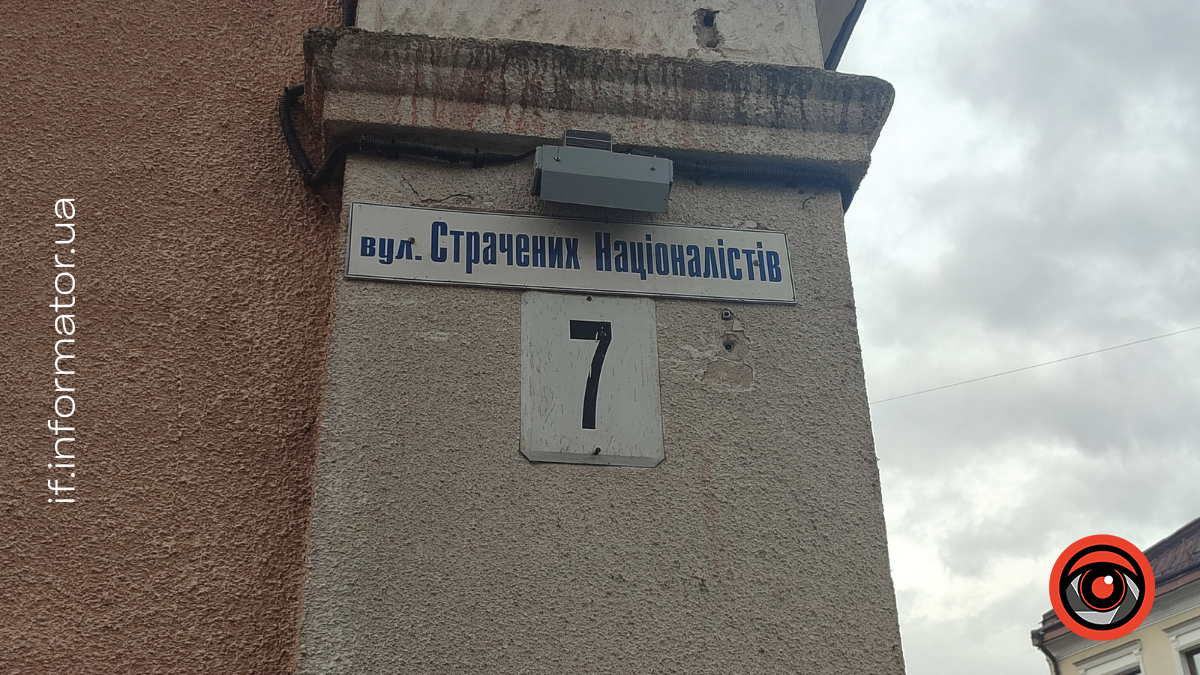 вул. Страчених Націоналістів
7
if.informator.ua